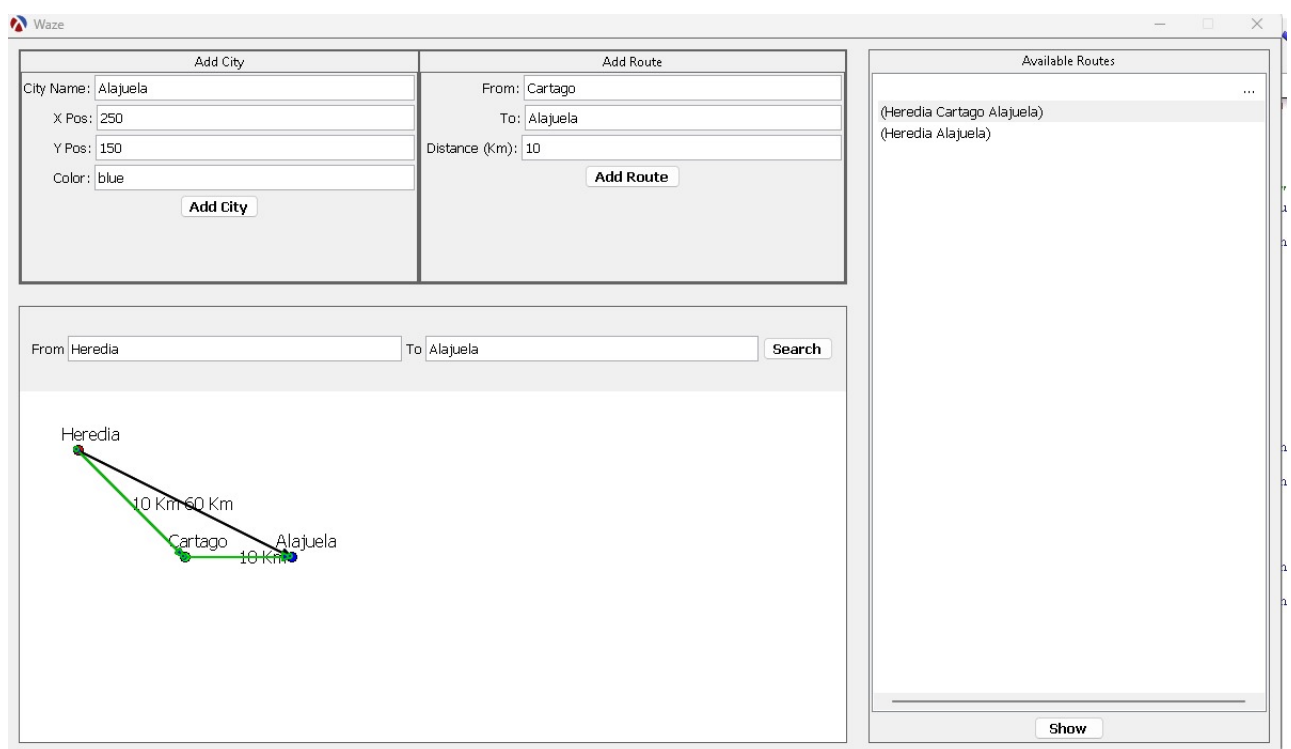 Waze
Add City
City Name: Alajuela
X Pos: 250
Y Pos: 150
Color: blue
Add City
Add Route
From: Cartago
To: Alajuela
Distance (Km): 10
Add Route
From Heredia To Alajuela Search
Heredia
10 Km 60 Km
Cartago Alajuela
10 Km
Available Routes
...
(Heredia Cartago Alajuela)
(Heredia Alajuela)
Show